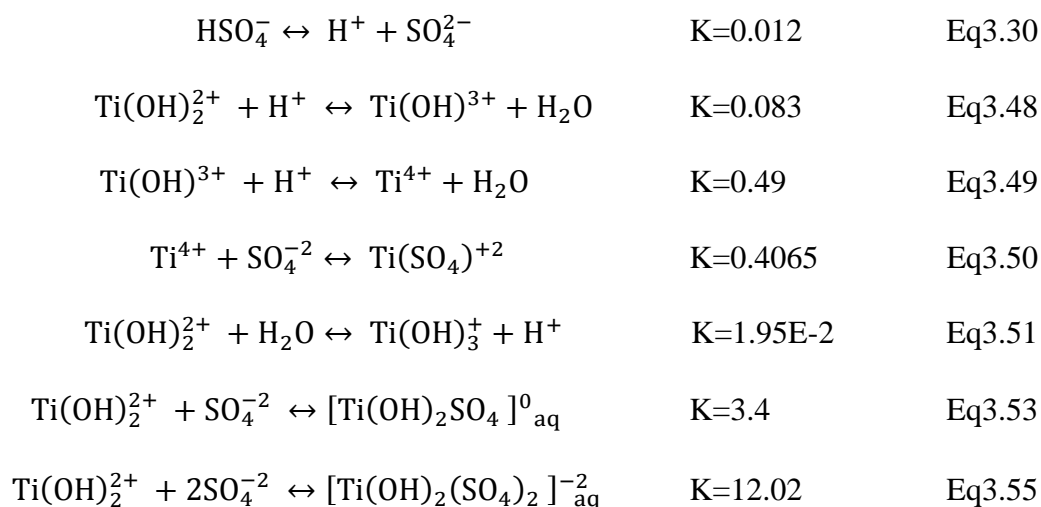 HSO₄⁻ ↔ H⁺ + SO₄²⁻ K=0.012 Eq3.30
Ti(OH)₂²⁺ + H⁺ ↔ Ti(OH)³⁺ + H₂O K=0.083 Eq3.48
Ti(OH)³⁺ + H⁺ ↔ Ti⁴⁺ + H₂O K=0.49 Eq3.49
Ti⁴⁺ + SO₄⁻² ↔ Ti(SO₄)⁺² K=0.4065 Eq3.50
Ti(OH)₂²⁺ + H₂O ↔ Ti(OH)₃⁺ + H⁺ K=1.95E-2 Eq3.51
Ti(OH)₂²⁺ + SO₄⁻² ↔ [Ti(OH)₂SO₄ ]⁰aq K=3.4 Eq3.53
Ti(OH)₂²⁺ + 2SO₄⁻² ↔ [Ti(OH)₂(SO₄)₂ ]⁻²aq K=12.02 Eq3.55